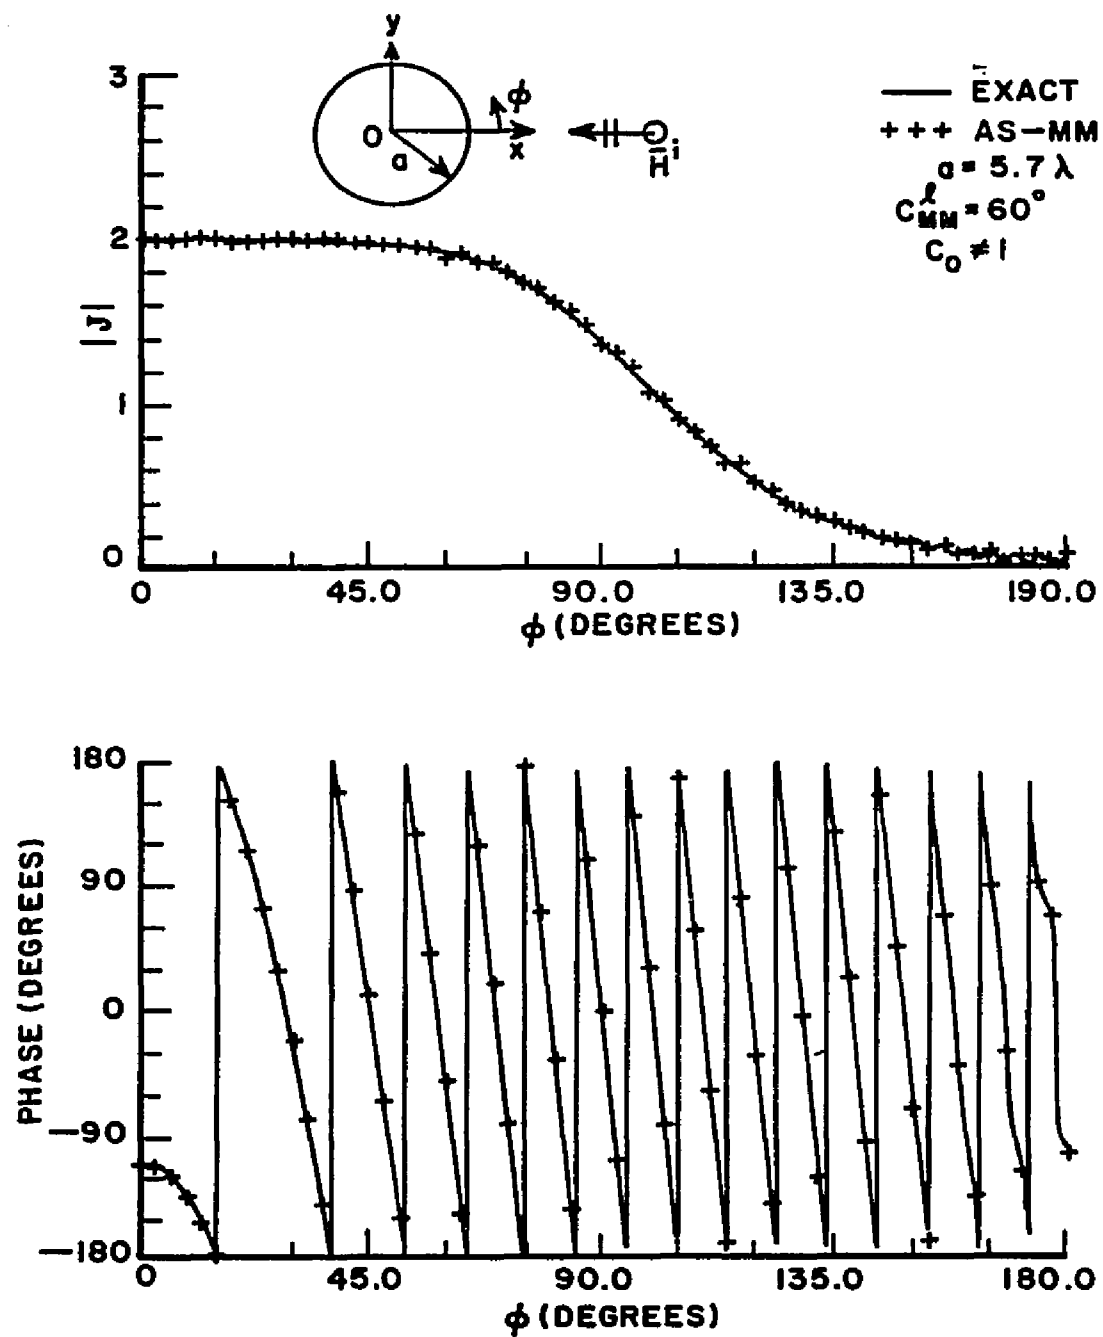 y
3
φ
O
x
a
H̄ⁱ
EXACT
+ + + AS-MM
a = 5.7 λ
C^ℓ_MM = 60°
C_O ≠ 1
2
|J|
1
0
0 45.0 90.0 135.0 190.0
φ (DEGREES)
180
90
0
-90
-180
PHASE (DEGREES)
0 45.0 90.0 135.0 180.0
φ (DEGREES)